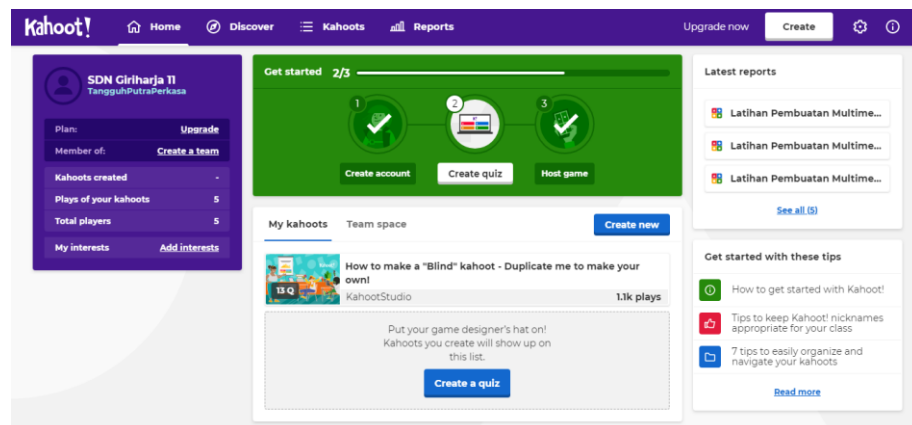 Kahoot!
Home
Discover
Kahoots
Reports
Upgrade now
Create
SDN Giriharja 11
TangguhPutraPerkasa
Plan: Upgrade
Member of: Create a team
Kahoots created -
Plays of your kahoots 5
Total players 5
My interests Add interests
Get started 2/3
1
2
3
Create account
Create quiz
Host game
My kahoots
Team space
Create new
13 Q
How to make a "Blind" kahoot - Duplicate me to make your
own!
KahootStudio 1.1k plays
Put your game designer's hat on!
Kahoots you create will show up on
this list.
Create a quiz
Latest reports
Latihan Pembuatan Multime...
Latihan Pembuatan Multime...
Latihan Pembuatan Multime...
See all (5)
Get started with these tips
How to get started with Kahoot!
Tips to keep Kahoot! nicknames
appropriate for your class
7 tips to easily organize and
navigate your kahoots
Read more